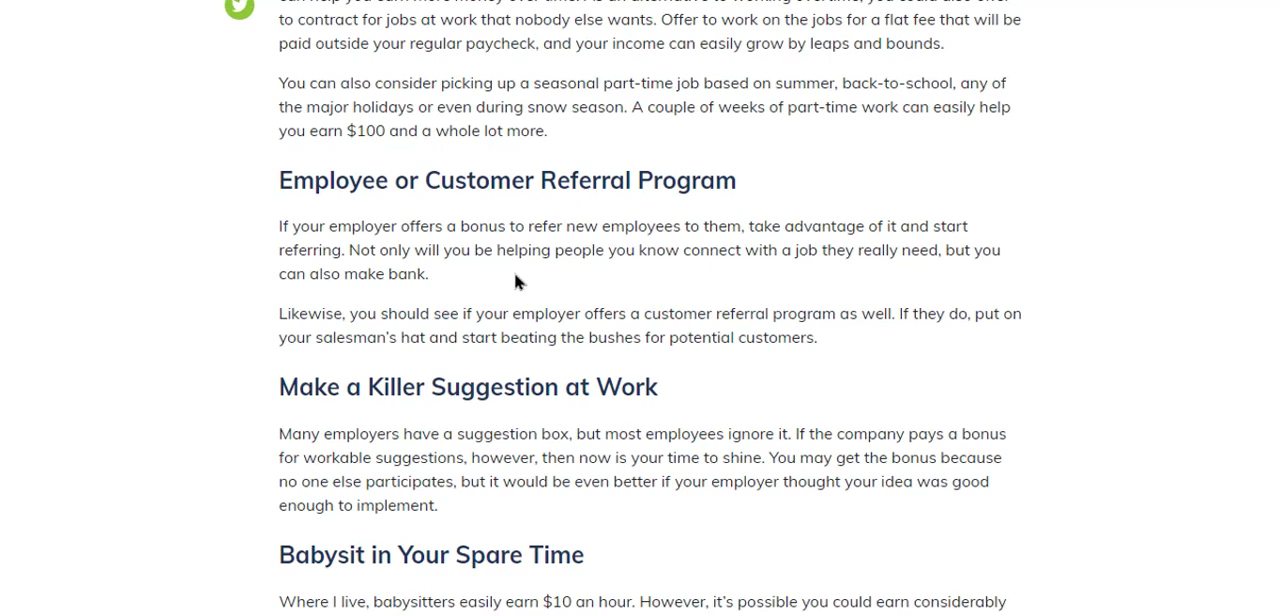 to contract for jobs at work that nobody else wants. Offer to work on the jobs for a flat fee that will be
paid outside your regular paycheck, and your income can easily grow by leaps and bounds.
You can also consider picking up a seasonal part-time job based on summer, back-to-school, any of
the major holidays or even during snow season. A couple of weeks of part-time work can easily help
you earn $100 and a whole lot more.
Employee or Customer Referral Program
If your employer offers a bonus to refer new employees to them, take advantage of it and start
referring. Not only will you be helping people you know connect with a job they really need, but you
can also make bank.
Likewise, you should see if your employer offers a customer referral program as well. If they do, put on
your salesman’s hat and start beating the bushes for potential customers.
Make a Killer Suggestion at Work
Many employers have a suggestion box, but most employees ignore it. If the company pays a bonus
for workable suggestions, however, then now is your time to shine. You may get the bonus because
no one else participates, but it would be even better if your employer thought your idea was good
enough to implement.
Babysit in Your Spare Time
Where I live, babysitters easily earn $10 an hour. However, it’s possible you could earn considerably